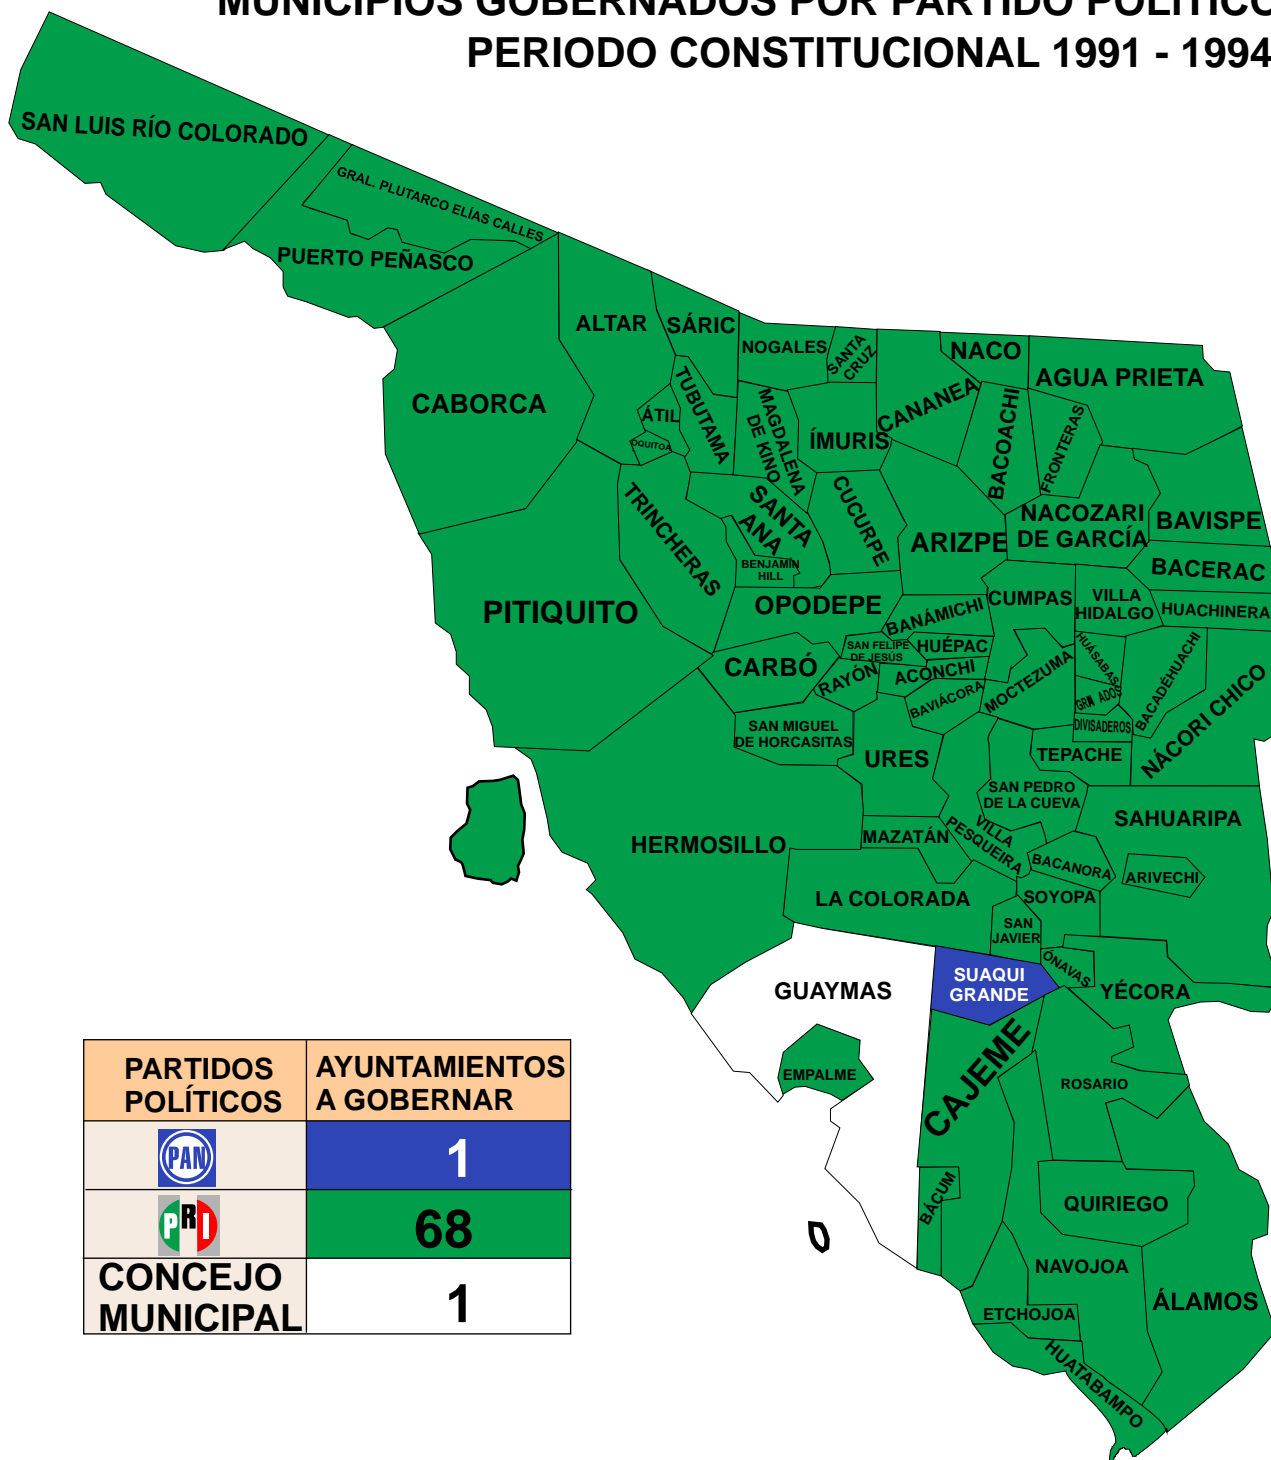 MUNICIPIOS GOBERNADOS POR PARTIDO POLÍTICO
PERIODO CONSTITUCIONAL 1991 - 1994
SAN LUIS RÍO COLORADO
GRAL. PLUTARCO ELÍAS CALLES
PUERTO PEÑASCO
ALTAR
SÁRIC
NOGALES
SANTA
CRUZ
NACO
AGUA PRIETA
CABORCA
TUBUTAMA
ÁTIL
OQUITOA
MAGDALENA
DE KINO
ÍMURIS
CANANEA
BACOACHI
FRONTERAS
TRINCHERAS
SANTA
ANA
CUCURPE
ARIZPE
NACOZARI
DE GARCÍA
BAVISPE
BENJAMÍN
HILL
BACERAC
PITIQUITO
OPODEPE
BANÁMICHI
CUMPAS
VILLA
HIDALGO
HUACHINERA
SAN FELIPE
DE JESÚS
HUÉPAC
CARBÓ
RAYÓN
ACONCHI
BAVIÁCORA
MOCTEZUMA
HUÁSABAS
BACADÉHUACHI
NÁCORI CHICO
DIVISADEROS
SAN MIGUEL
DE HORCASITAS
URES
TEPACHE
SAN PEDRO
DE LA CUEVA
SAHUARIPA
HERMOSILLO
MAZATÁN
VILLA
PESQUEIRA
BACANORA
ARIVECHI
LA COLORADA
SOYOPA
SAN
JAVIER
ÓNAVAS
YÉCORA
GUAYMAS
SUAQUI
GRANDE
EMPALME
CAJEME
ROSARIO
BÁCUM
QUIRIEGO
NAVOJOA
ETCHOJOA
ÁLAMOS
HUATABAMPO
PARTIDOS
POLÍTICOS
AYUNTAMIENTOS
A GOBERNAR
PAN
1
PRI
68
CONCEJO
MUNICIPAL
1